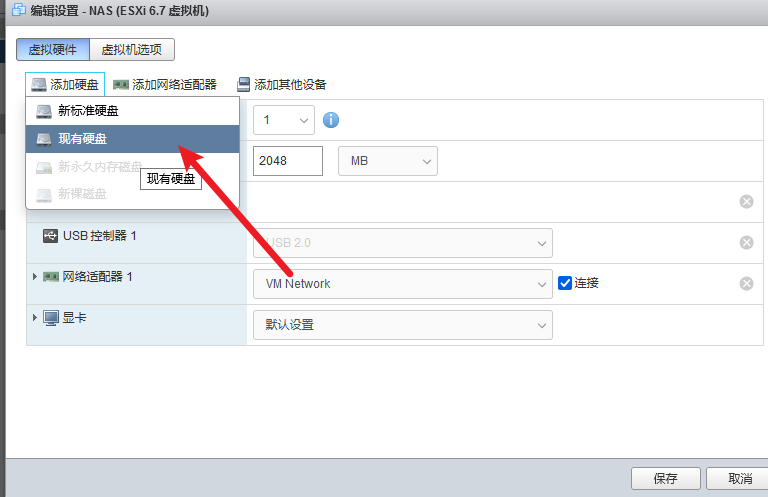 编辑设置 - NAS (ESXi 6.7 虚拟机)
虚拟硬件 虚拟机选项
添加硬盘 添加网络适配器 添加其他设备
新标准硬盘
1
现有硬盘
2048 MB
新永久内存磁盘
现有硬盘
新裸磁盘
USB 控制器 1 USB 2.0
网络适配器 1 VM Network 连接
显卡 默认设置
保存 取消